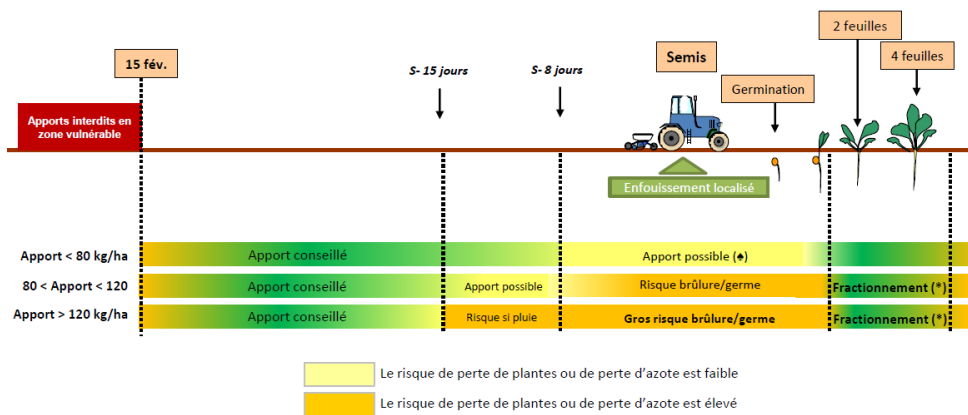 2 feuilles
15 fév.
S- 15 jours
S- 8 jours
Semis
4 feuilles
Germination
Apports interdits en
zone vulnérable
Enfouissement localisé
Apport < 80 kg/ha
Apport conseillé
Apport possible (♠)
80 < Apport < 120
Apport conseillé
Apport possible
Risque brûlure/germe
Fractionnement (*)
Apport > 120 kg/ha
Apport conseillé
Risque si pluie
Gros risque brûlure/germe
Fractionnement (*)
Le risque de perte de plantes ou de perte d'azote est faible
Le risque de perte de plantes ou de perte d'azote est élevé